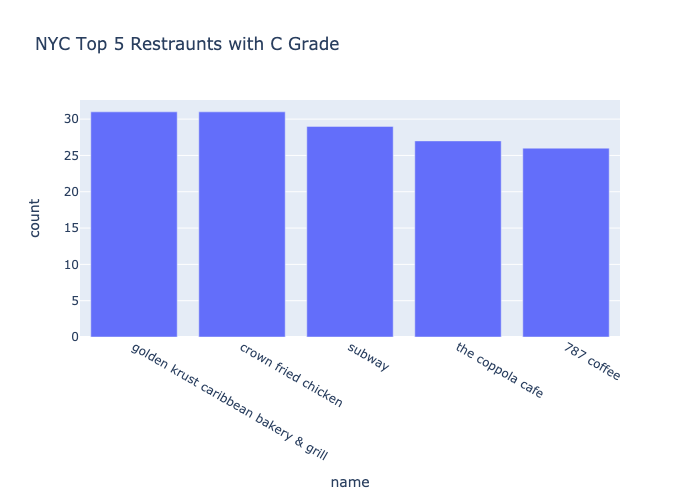 NYC Top 5 Restraunts with C Grade
count
30
25
20
15
10
5
0
golden krust caribbean bakery & grill
crown fried chicken
subway
the coppola cafe
787 coffee
name